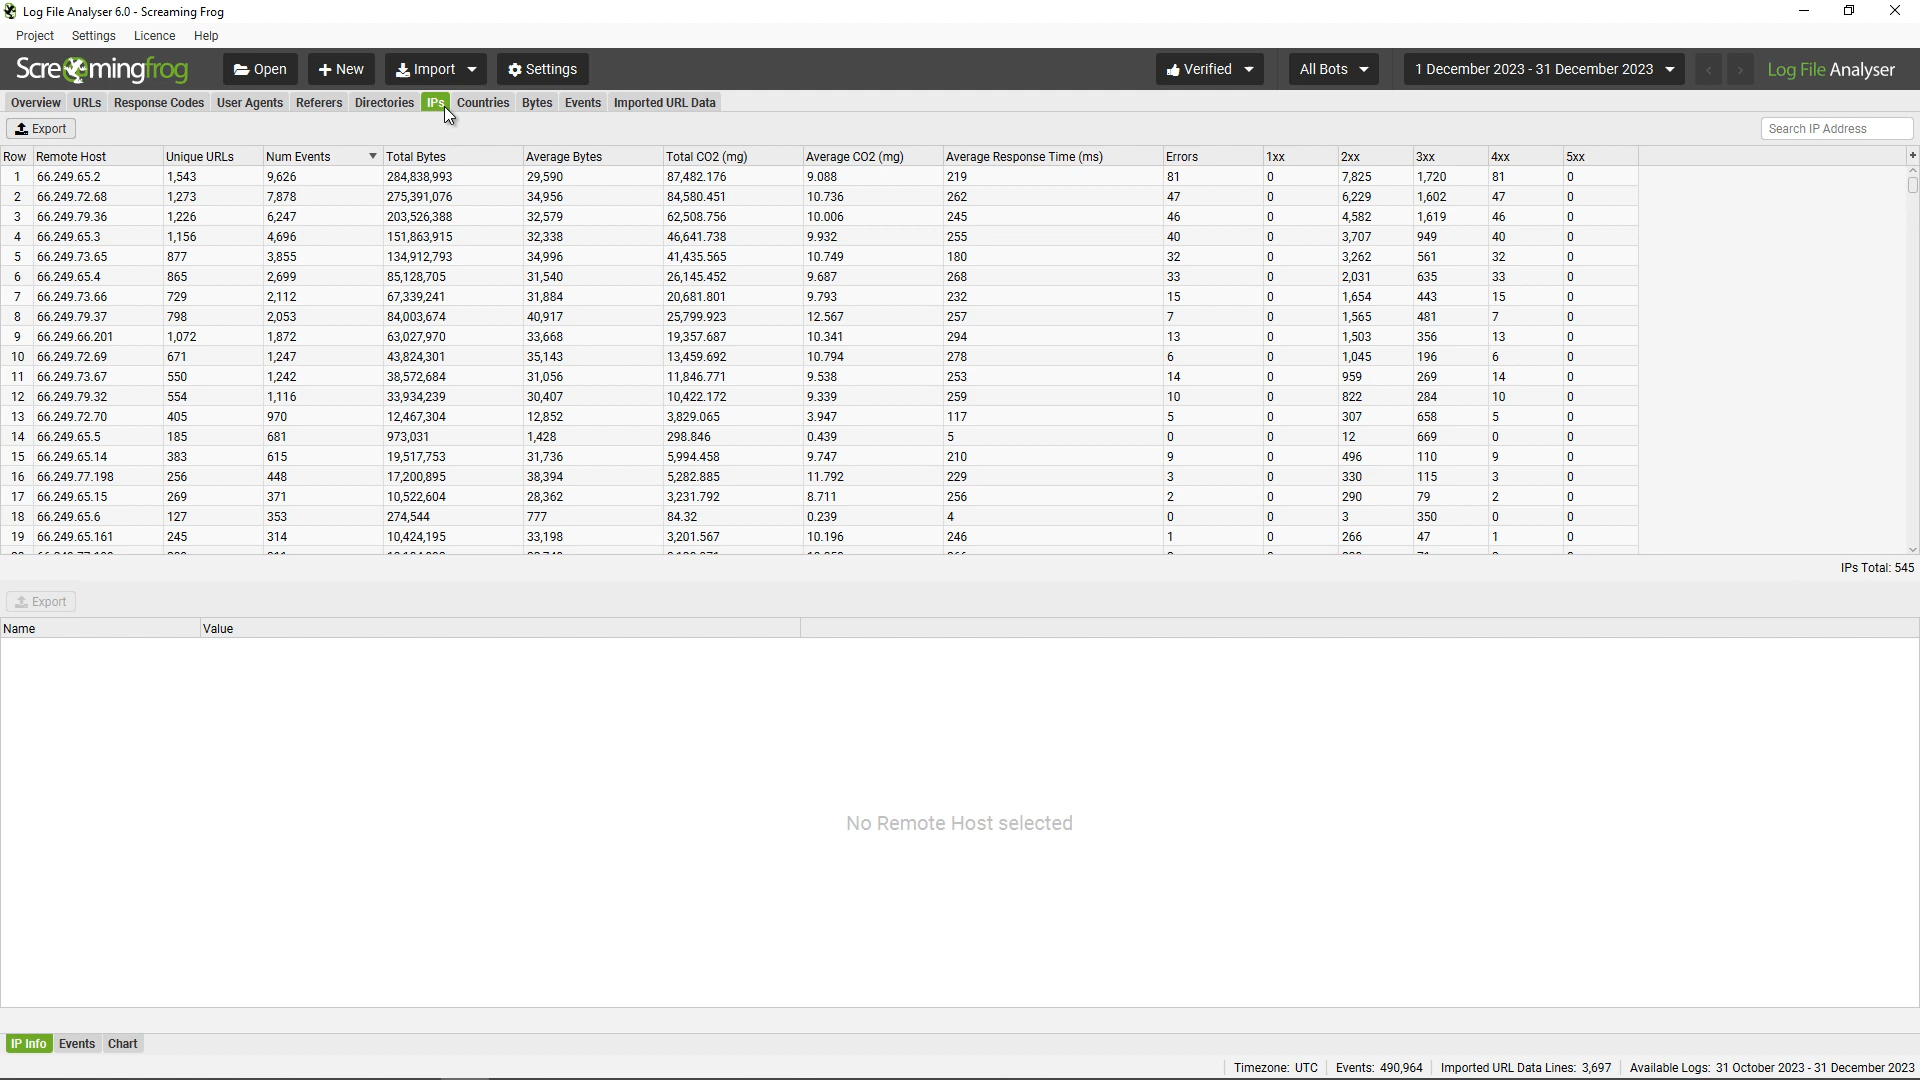 Log File Analyser 6.0 - Screaming Frog
Project Settings Licence Help
Screamingfrog Open + New Import Settings Verified All Bots 1 December 2023 - 31 December 2023 < > Log File Analyser
Overview URLs Response Codes User Agents Referers Directories IPs Countries Bytes Events Imported URL Data
Export Search IP Address
Row Remote Host Unique URLs Num Events Total Bytes Average Bytes Total CO2 (mg) Average CO2 (mg) Average Response Time (ms) Errors 1xx 2xx 3xx 4xx 5xx +
1 66.249.65.2 1,543 9,626 284,838,993 29,590 87,482.176 9.088 219 81 0 7,825 1,720 81 0
2 66.249.72.68 1,273 7,878 275,391,076 34,956 84,580.451 10.736 262 47 0 6,229 1,602 47 0
3 66.249.79.36 1,226 6,247 203,526,388 32,579 62,508.756 10.006 245 46 0 4,582 1,619 46 0
4 66.249.65.3 1,156 4,696 151,863,915 32,338 46,641.738 9.932 255 40 0 3,707 949 40 0
5 66.249.73.65 877 3,855 134,912,793 34,996 41,435.565 10.749 180 32 0 3,262 561 32 0
6 66.249.65.4 865 2,699 85,128,705 31,540 26,145.452 9.687 268 33 0 2,031 635 33 0
7 66.249.73.66 729 2,112 67,339,241 31,884 20,681.801 9.793 232 15 0 1,654 443 15 0
8 66.249.79.37 798 2,053 84,003,674 40,917 25,799.923 12.567 257 7 0 1,565 481 7 0
9 66.249.66.201 1,072 1,872 63,027,970 33,668 19,357.687 10.341 294 13 0 1,503 356 13 0
10 66.249.72.69 671 1,247 43,824,301 35,143 13,459.692 10.794 278 6 0 1,045 196 6 0
11 66.249.73.67 550 1,242 38,572,684 31,056 11,846.771 9.538 253 14 0 959 269 14 0
12 66.249.79.32 554 1,116 33,934,239 30,407 10,422.172 9.339 259 10 0 822 284 10 0
13 66.249.72.70 405 970 12,467,304 12,852 3,829.065 3.947 117 5 0 307 658 5 0
14 66.249.65.5 185 681 973,031 1,428 298.846 0.439 5 0 0 12 669 0 0
15 66.249.65.14 383 615 19,517,753 31,736 5,994.458 9.747 210 9 0 496 110 9 0
16 66.249.77.198 256 448 17,200,895 38,394 5,282.885 11.792 229 3 0 330 115 3 0
17 66.249.65.15 269 371 10,522,604 28,362 3,231.792 8.711 256 2 0 290 79 2 0
18 66.249.65.6 127 353 274,544 777 84.32 0.239 4 0 0 3 350 0 0
19 66.249.65.161 245 314 10,424,195 33,198 3,201.567 10.196 246 1 0 266 47 1 0
IPs Total: 545
Export
Name Value
No Remote Host selected
IP Info Events Chart
Timezone: UTC Events: 490,964 Imported URL Data Lines: 3,697 Available Logs: 31 October 2023 - 31 December 2023